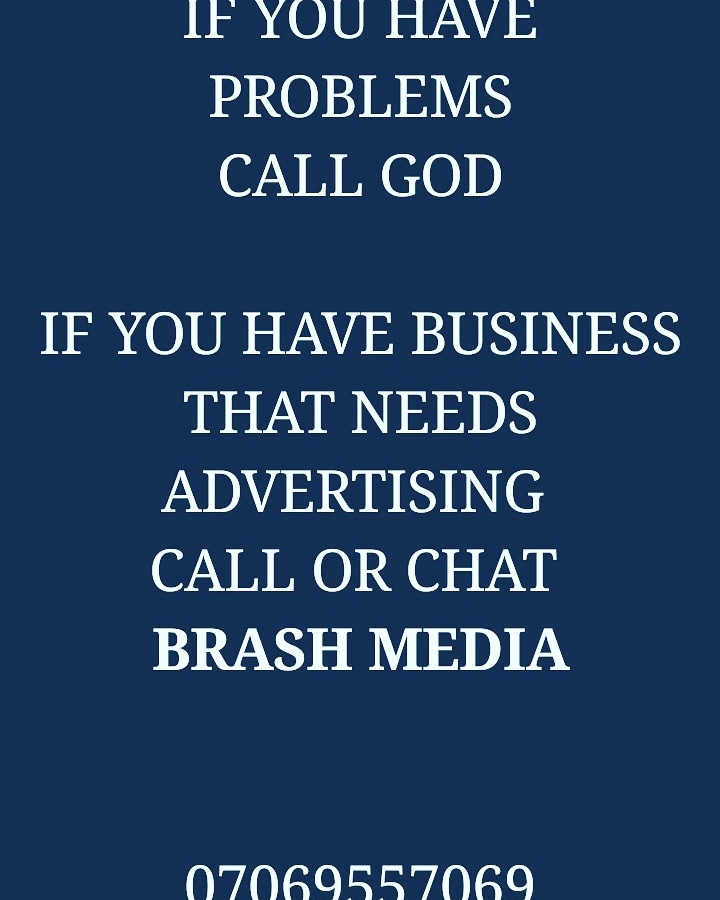 IF YOU HAVE
PROBLEMS
CALL GOD
IF YOU HAVE BUSINESS
THAT NEEDS
ADVERTISING
CALL OR CHAT
BRASH MEDIA
07069557069